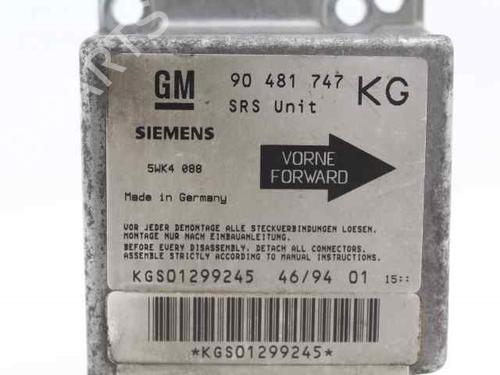 GM 90 481 747 KG
SRS Unit
SIEMENS
5WK4 088
VORNE
FORWARD
Made in Germany
VOR JEDER DEMONTAGE ALLE STECKVERBINDUNGEN LOESEN.
MONTAGE NUR NACH EINBAUANLEITUNG.
BEFORE EVERY DISASSEMBLY, DETACH ALL CONNECTORS.
ASSEMBLE STRICTLY ACCORDING TO MANUAL INSTRUCTIONS.
KGS01299245 46/94 01 15::
*KGS01299245*